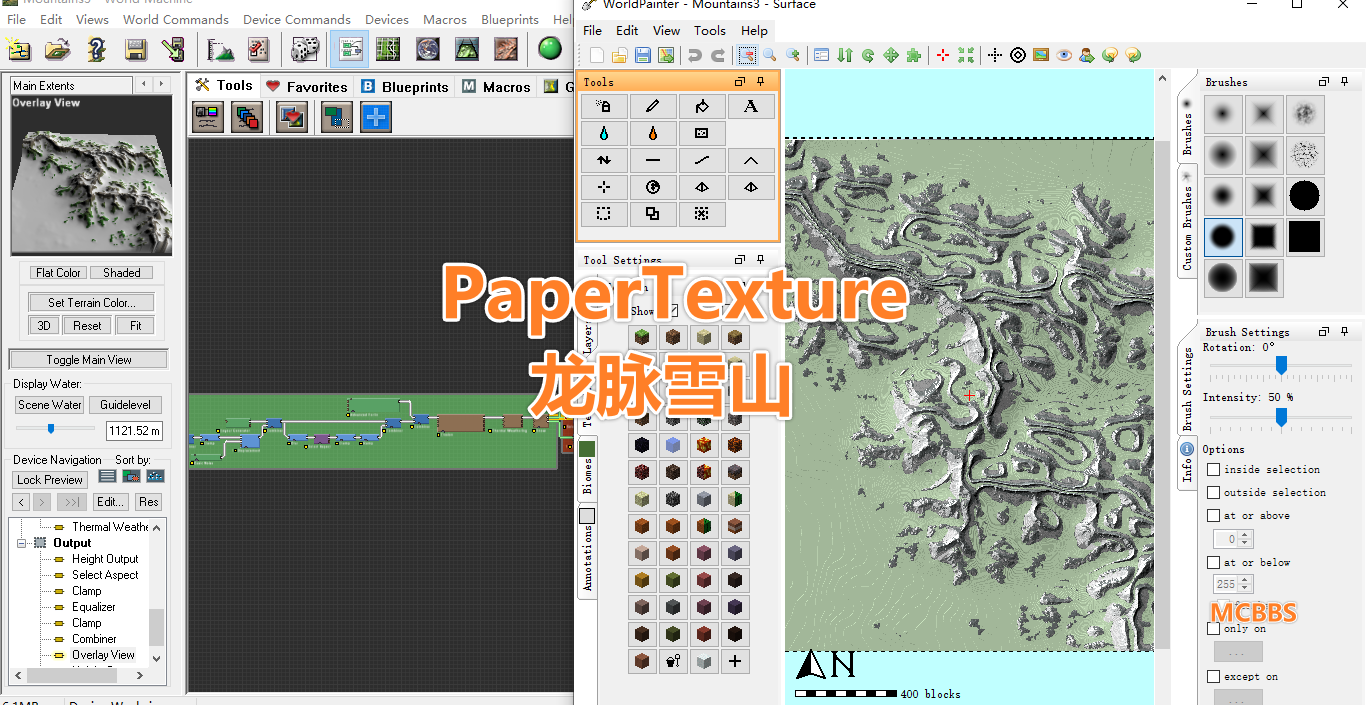 Mountains3 - World Machine
File Edit Views World Commands Device Commands Devices Macros Blueprints Hel
Main Extents
Overlay View
Flat Color Shaded
Set Terrain Color...
3D Reset Fit
Toggle Main View
Display Water:
Scene Water Guidelevel
1121.52 m
Device Navigation Sort by:
Lock Preview
< > >>| Edit... Res
Thermal Weathe
Output
Height Output
Select Aspect
Clamp
Equalizer
Clamp
Combiner
Overlay View
Tools Favorites Blueprints Macros G
WorldPainter - Mountains3 - Surface
File Edit View Tools Help
Tools
A
Tool Settings
Show
Layer
Biomes
Annotations
PaperTexture
龙脉雪山
N
400 blocks
Brushes
Brushes
Custom Brushes
Brush Settings
Brush Settings
Info
Rotation: 0°
Intensity: 50 %
Options
inside selection
outside selection
at or above
0
at or below
255
MCBBS
only on
...
except on
...